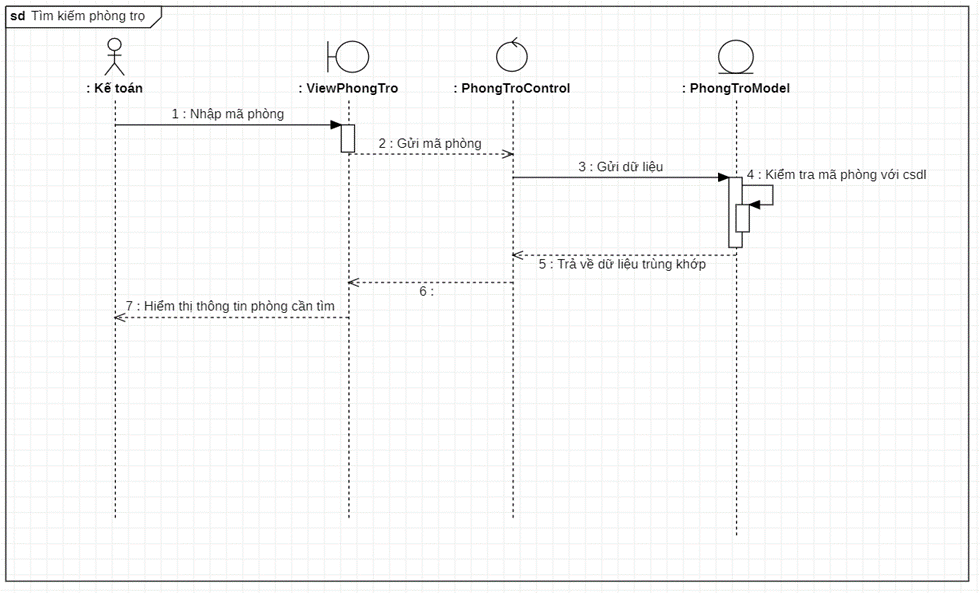 sd Tìm kiếm phòng trọ
: Kế toán
: ViewPhongTro
: PhongTroControl
: PhongTroModel
1 : Nhập mã phòng
2 : Gửi mã phòng
3 : Gửi dữ liệu
4 : Kiểm tra mã phòng với csdl
5 : Trả về dữ liệu trùng khớp
6 :
7 : Hiểm thị thông tin phòng cần tìm